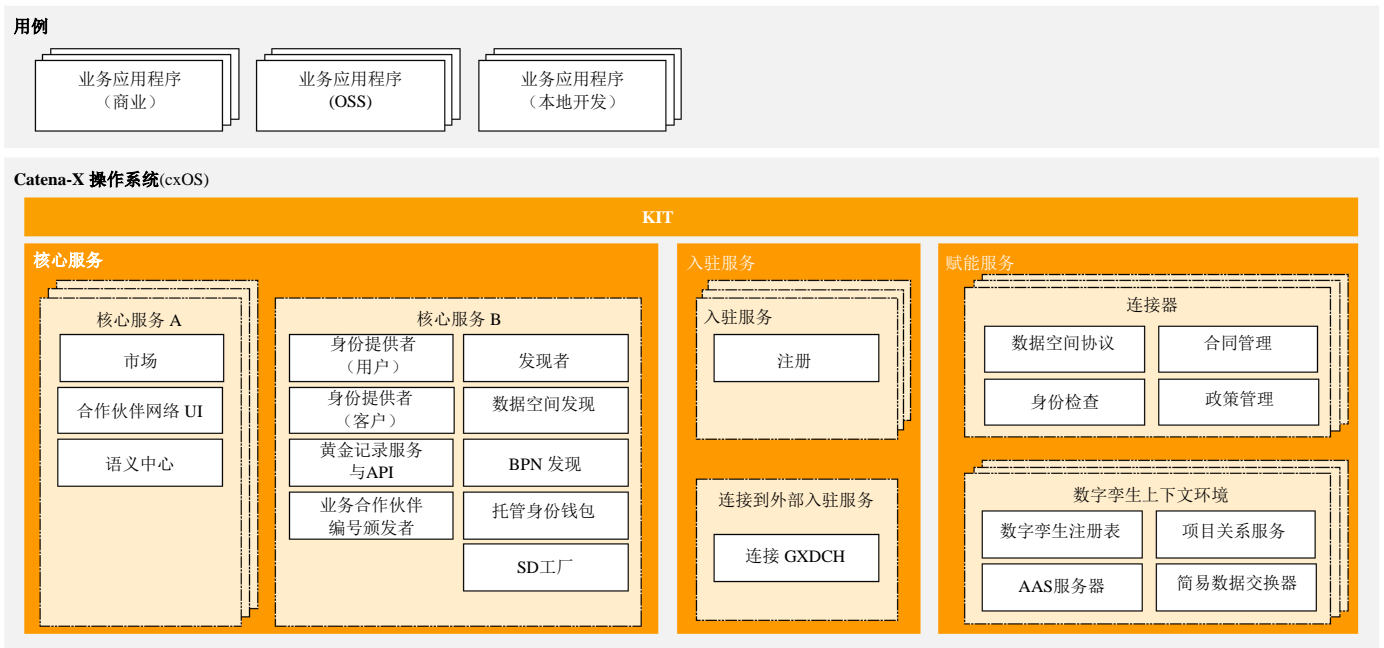 用例
业务应用程序
（商业）
业务应用程序
(OSS)
业务应用程序
（本地开发）
Catena-X 操作系统(cxOS)
KIT
核心服务
核心服务 A
市场
合作伙伴网络 UI
语义中心
核心服务 B
身份提供者
（用户）
身份提供者
（客户）
黄金记录服务
与API
业务合作伙伴
编号颁发者
发现者
数据空间发现
BPN 发现
托管身份钱包
SD工厂
入驻服务
入驻服务
注册
连接到外部入驻服务
连接 GXDCH
赋能服务
连接器
数据空间协议
合同管理
身份检查
政策管理
数字孪生上下文环境
数字孪生注册表
项目关系服务
AAS服务器
简易数据交换器